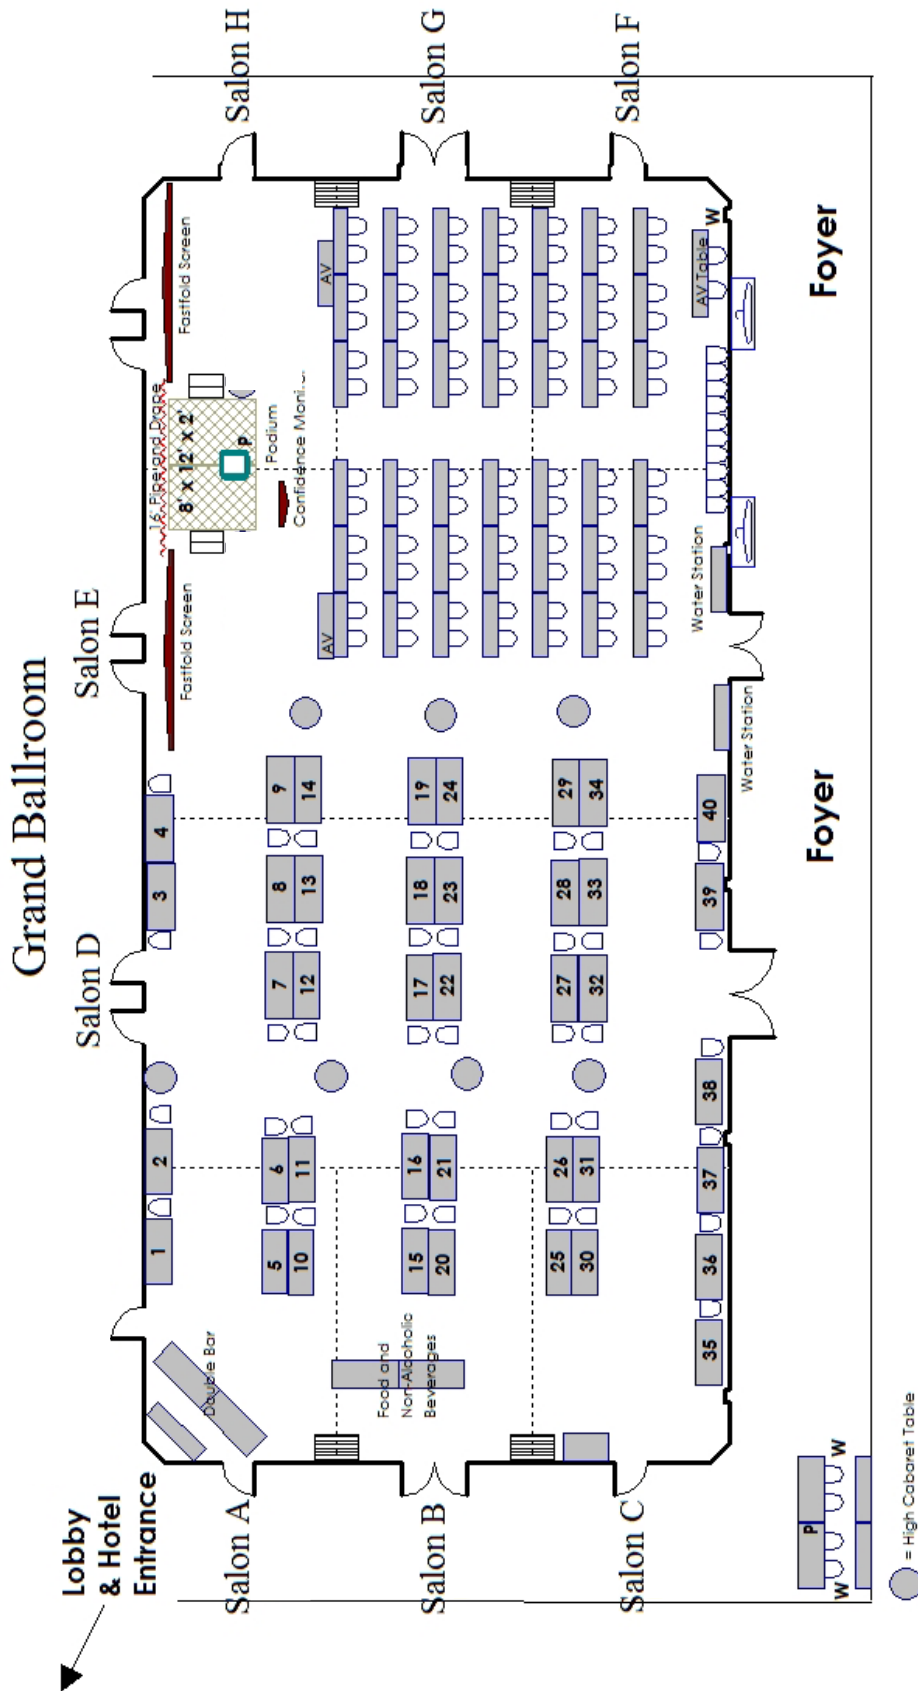 Grand Ballroom
Lobby
& Hotel
Entrance
Salon D
Salon E
Salon A
Salon B
Salon C
Salon H
Salon G
Salon F
Double Bar
Food and
Non-Alcoholic
Beverages
1
2
3
4
Fastfold Screen
16' Pipe and Drape
8' x 12' x 2'
P
Podium
Fastfold Screen
5
6
7
8
9
10
11
12
13
14
15
16
17
18
19
20
21
22
23
24
25
26
27
28
29
30
31
32
33
34
35
36
37
38
39
40
AV
AV
Confidence
Water Station
Water Station
AV Table
W
Foyer
Foyer
W
P
W
= High Cabaret Table